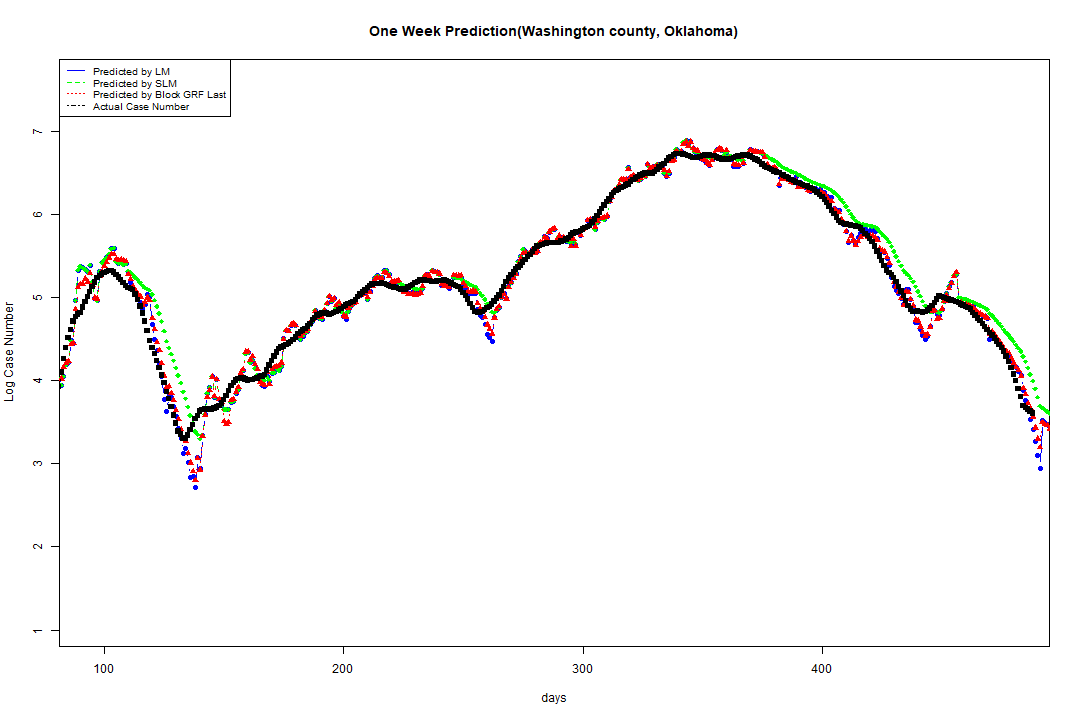 One Week Prediction(Washington county, Oklahoma)
Predicted by LM
Predicted by SLM
Predicted by Block GRF Last
Actual Case Number
7
6
5
4
3
2
1
Log Case Number
100 200 300 400
days